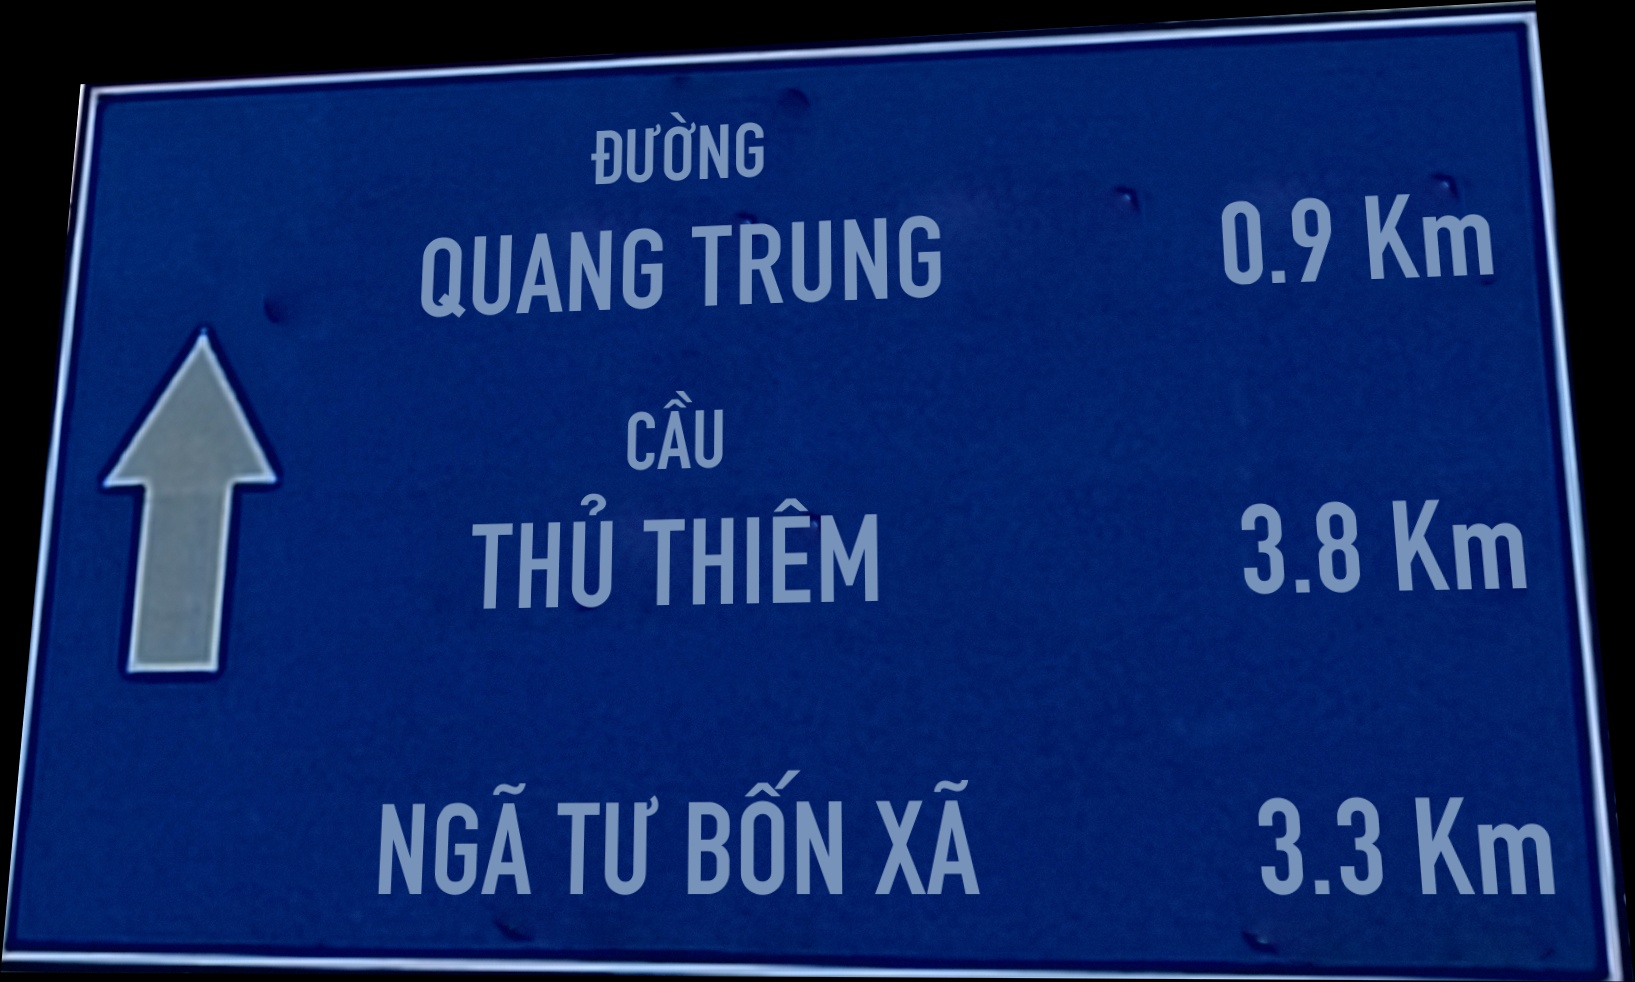 ĐƯỜNG
QUANG TRUNG 0.9 Km
CẦU
THỦ THIÊM 3.8 Km
NGÃ TƯ BỐN XÃ 3.3 Km